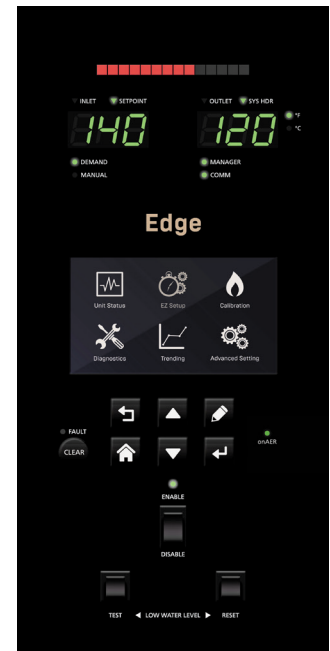 INLET SETPOINT OUTLET SYS HDR
140 120 °F
°C
DEMAND MANAGER
MANUAL COMM
Edge
Unit Status EZ Setup Calibration
Diagnostics Trending Advanced Setting
FAULT
CLEAR
onAER
ENABLE
DISABLE
TEST ◀ LOW WATER LEVEL ▶ RESET